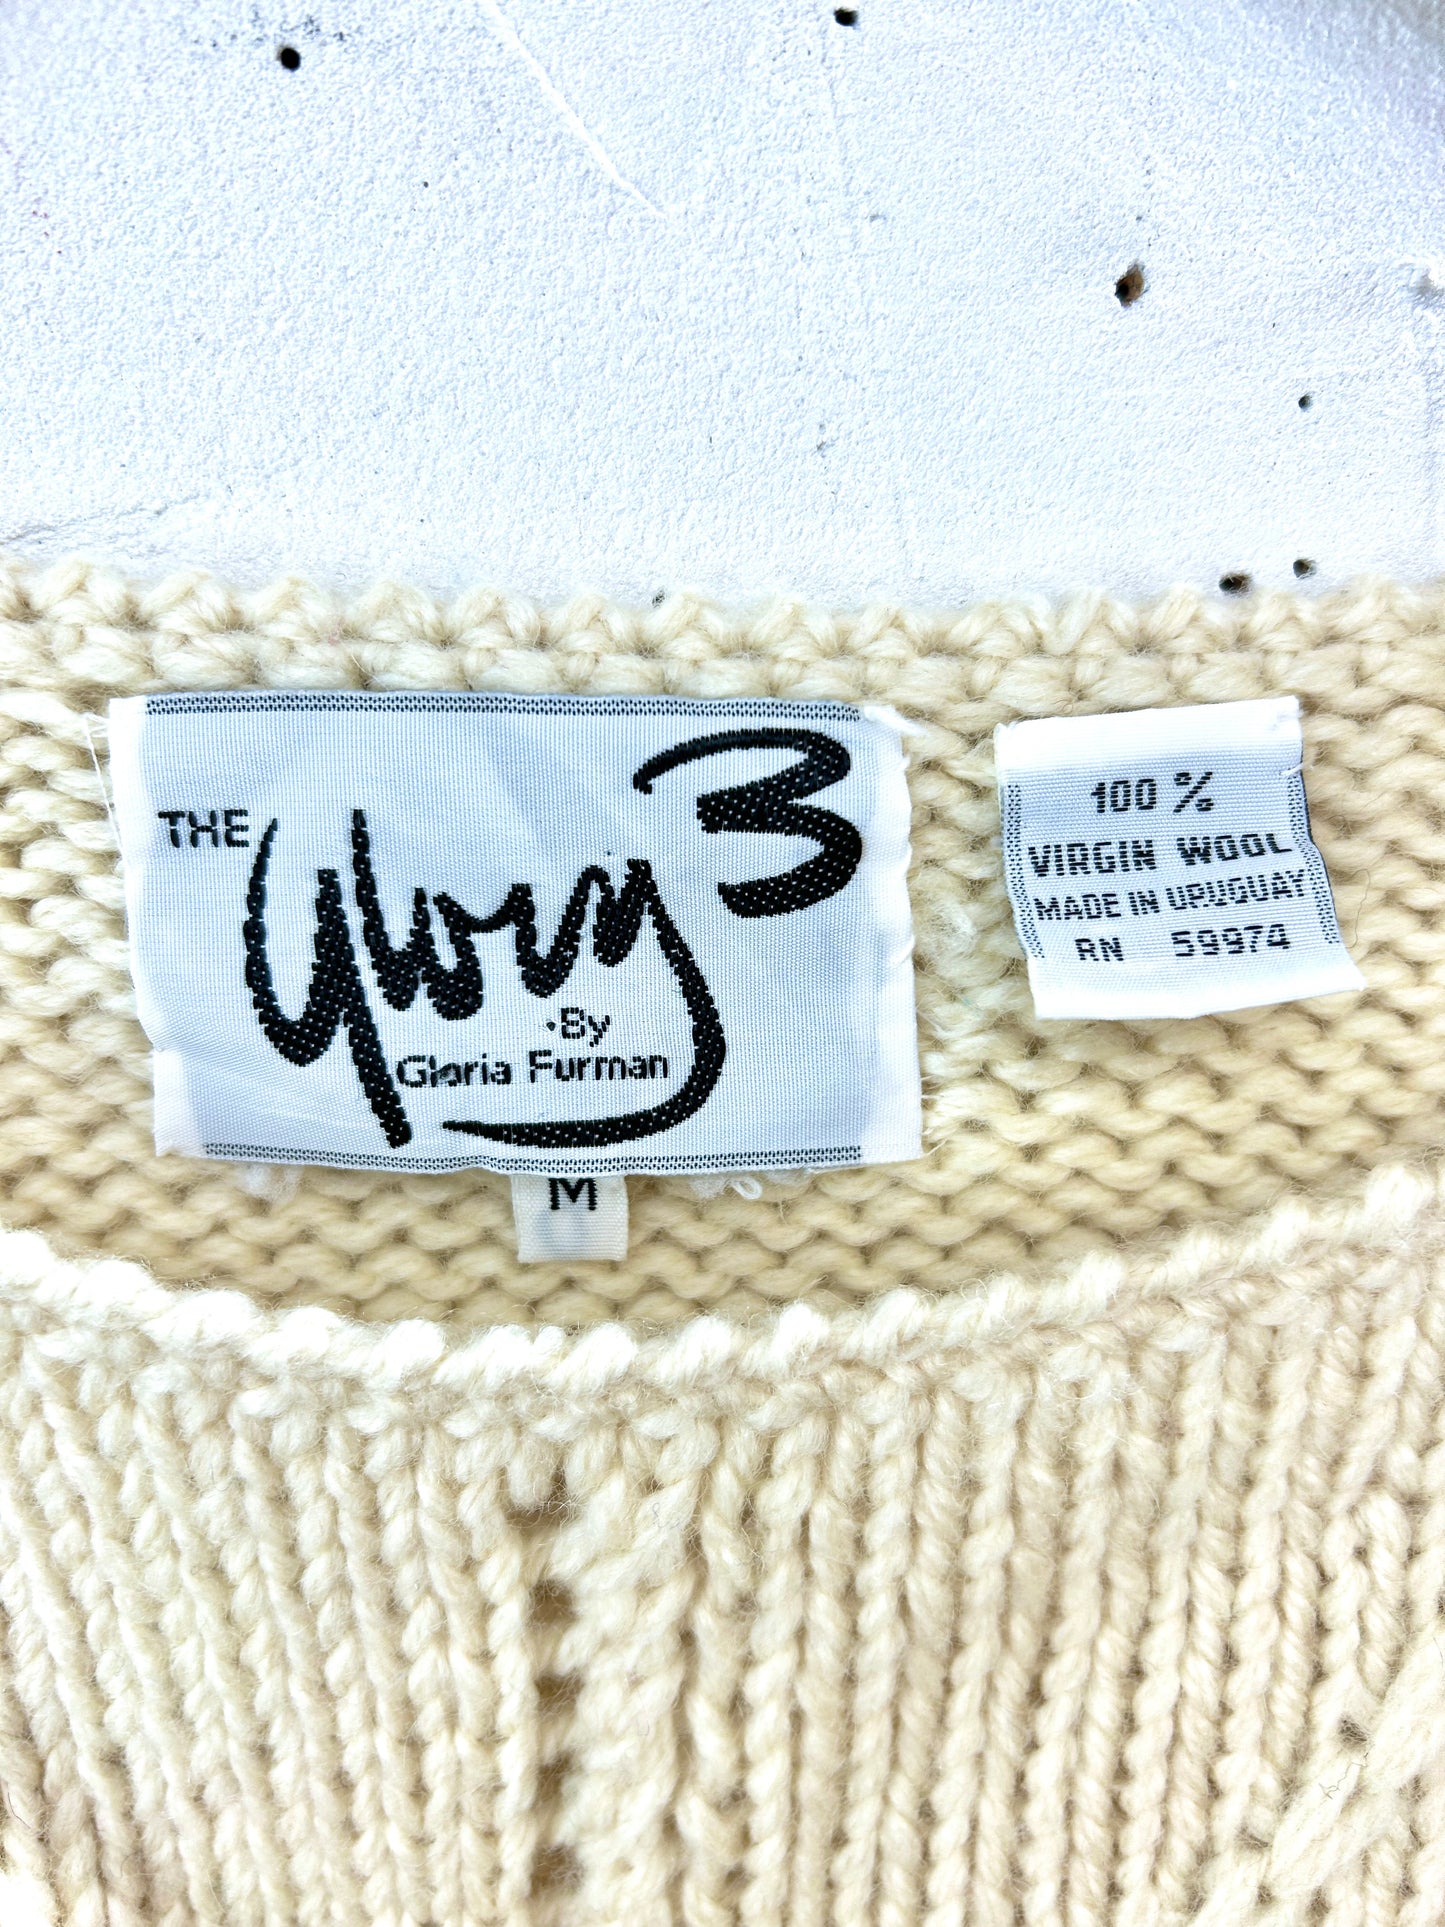 THE Glory 3
By
Gloria Furman
M
100 %
VIRGIN WOOL
MADE IN URUGUAY
RN 59974